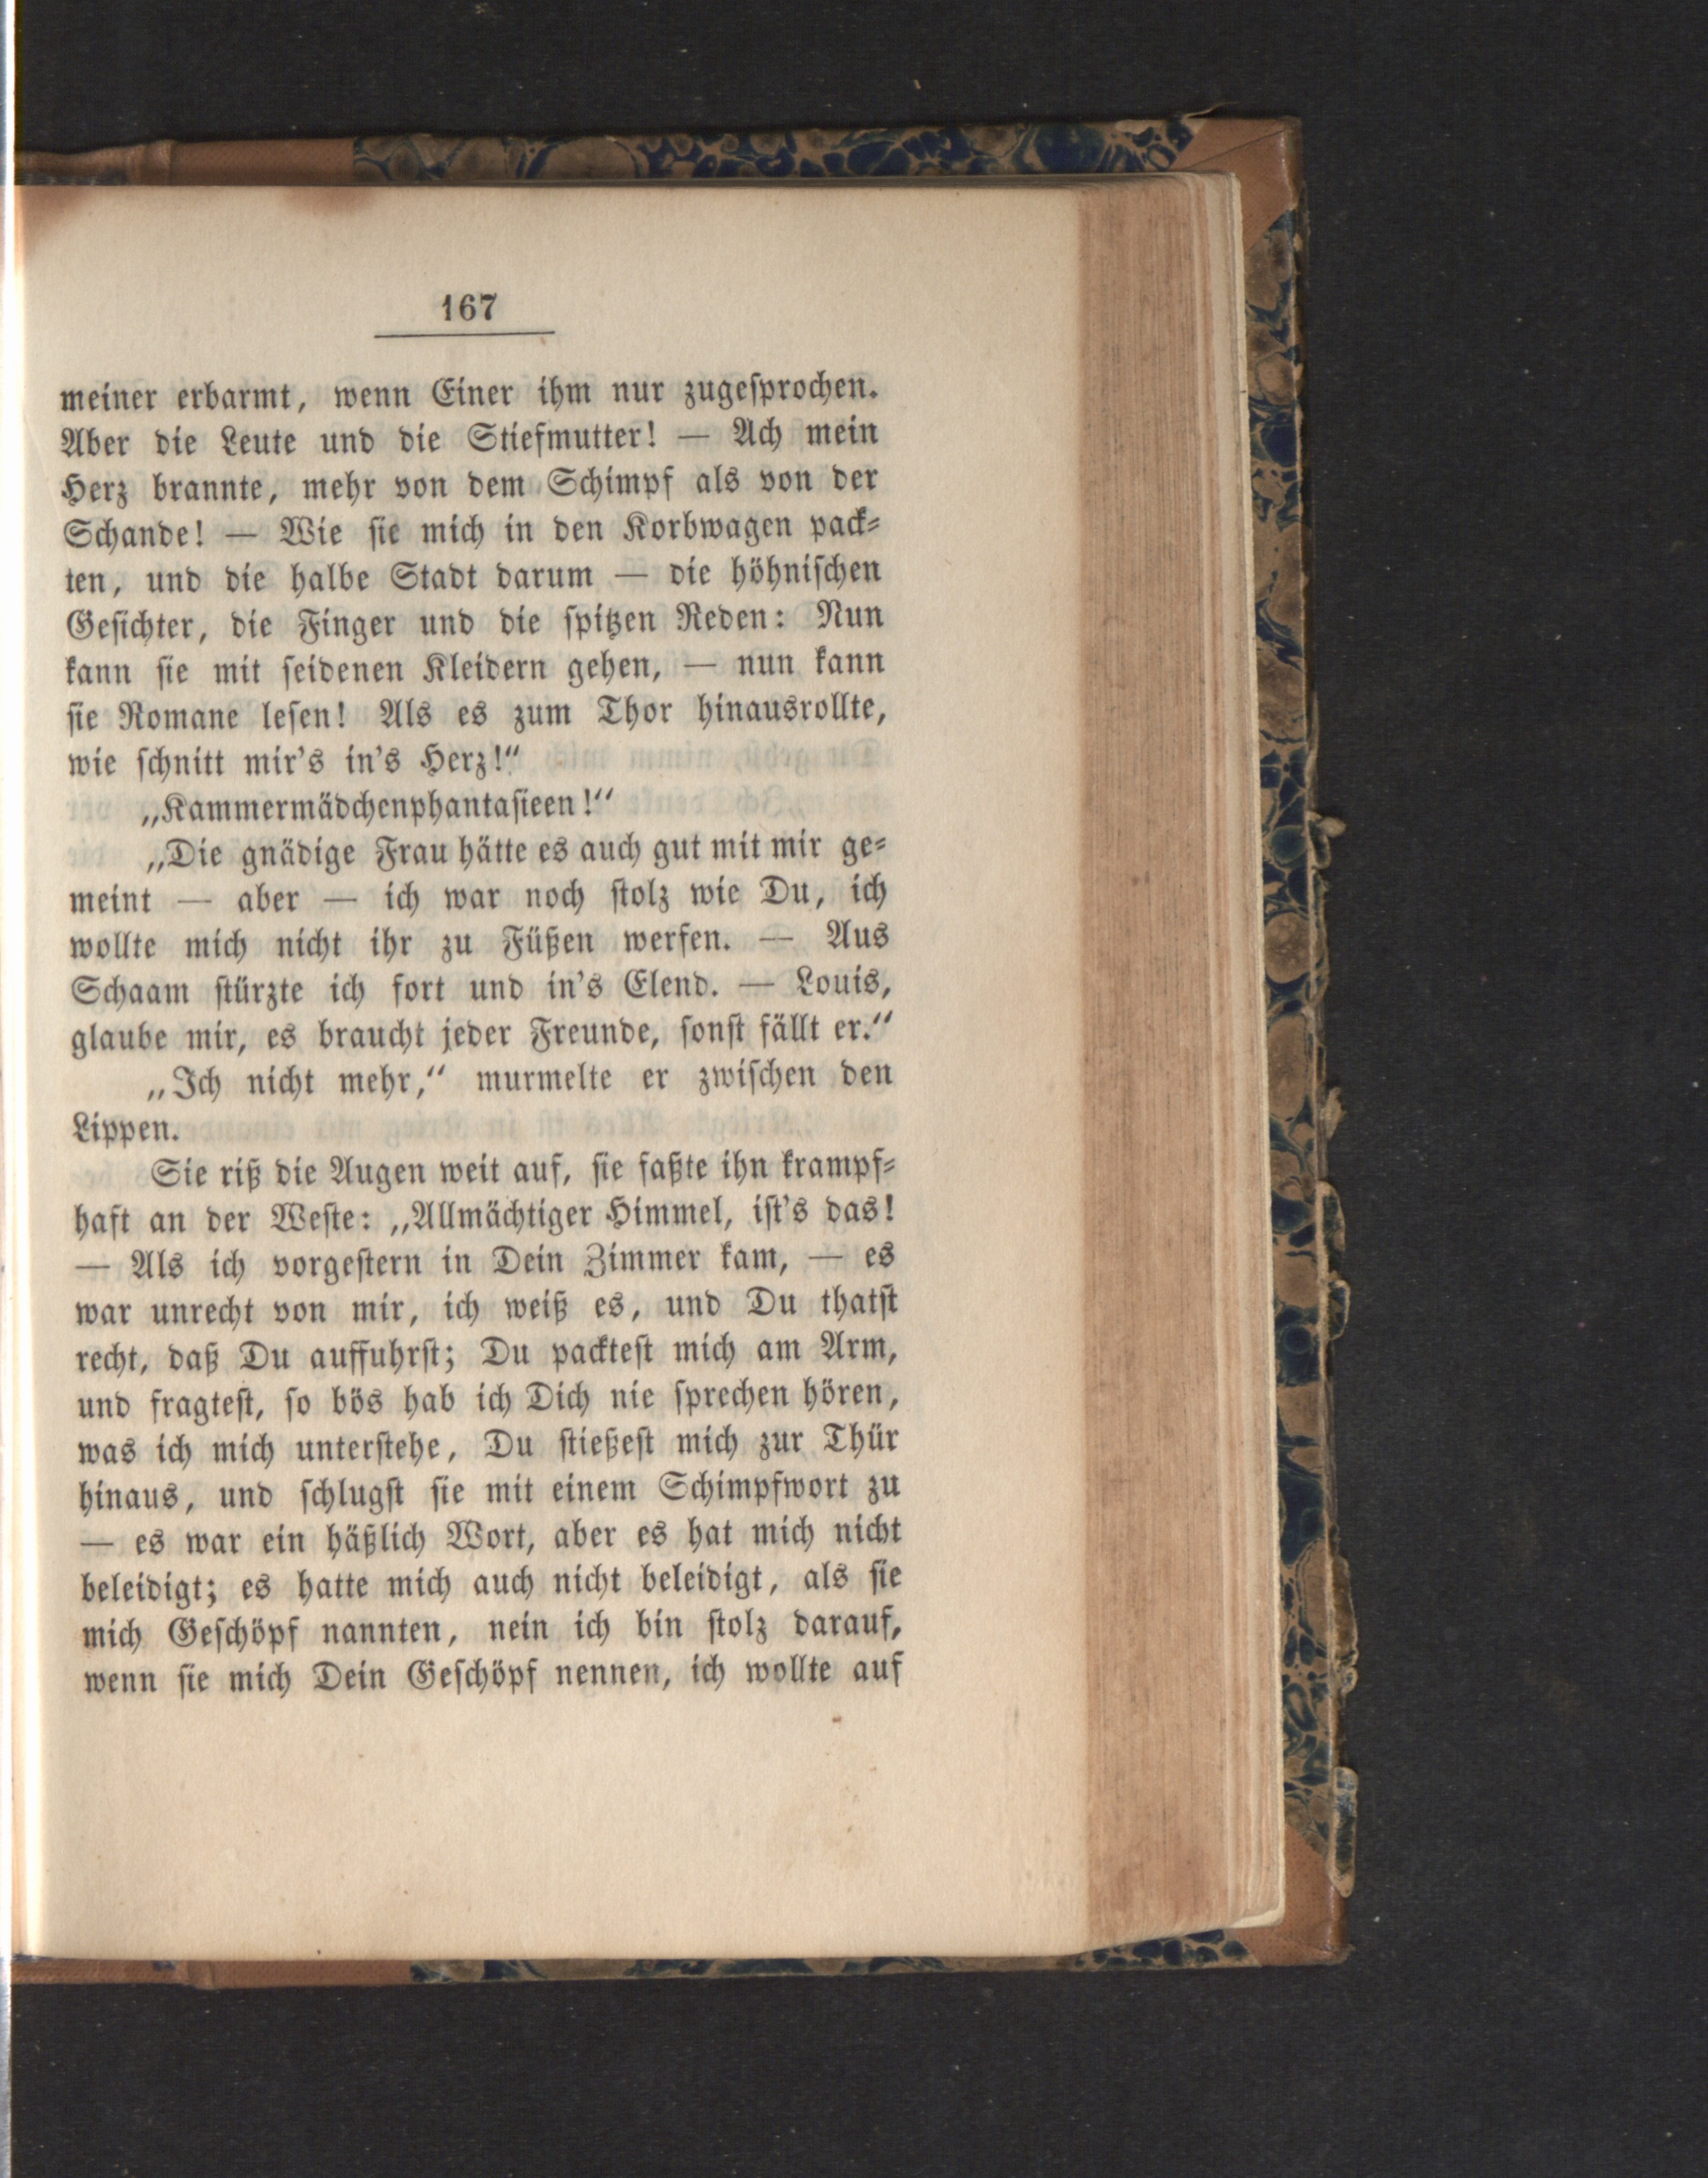 167
meiner erbarmt, wenn Einer ihm nur zugeſprochen.
Aber die Leute und die Stiefmutter! — Ach mein
Herz brannte, mehr von dem Schimpf als von der
Schande! — Wie ſie mich in den Korbwagen pack⸗
ten, und die halbe Stadt darum — die höhniſchen
Geſichter, die Finger und die ſpitzen Reden: Nun
kann ſie mit ſeidenen Kleidern gehen, — nun kann
ſie Romane leſen! Als es zum Thor hinausrollte,
wie ſchnitt mir's in's Herz!“
„Kammermädchenphantaſieen!“
„Die gnädige Frau hätte es auch gut mit mir ge⸗
meint — aber — ich war noch ſtolz wie Du, ich
wollte mich nicht ihr zu Füßen werfen. — Aus
Schaam ſtürzte ich fort und in's Elend. — Louis,
glaube mir, es braucht jeder Freunde, ſonſt fällt er.“
„Ich nicht mehr,“ murmelte er zwiſchen den
Lippen.
Sie riß die Augen weit auf, ſie faßte ihn krampf⸗
haft an der Weſte: „Allmächtiger Himmel, iſt's das!
— Als ich vorgeſtern in Dein Zimmer kam, — es
war unrecht von mir, ich weiß es, und Du thatſt
recht, daß Du auffuhrſt; Du packteſt mich am Arm,
und fragteſt, ſo bös hab ich Dich nie ſprechen hören,
was ich mich unterſtehe, Du ſtießeſt mich zur Thür
hinaus, und ſchlugſt ſie mit einem Schimpfwort zu
— es war ein häßlich Wort, aber es hat mich nicht
beleidigt; es hatte mich auch nicht beleidigt, als ſie
mich Geſchöpf nannten, nein ich bin ſtolz darauf,
wenn ſie mich Dein Geſchöpf nennen, ich wollte auf